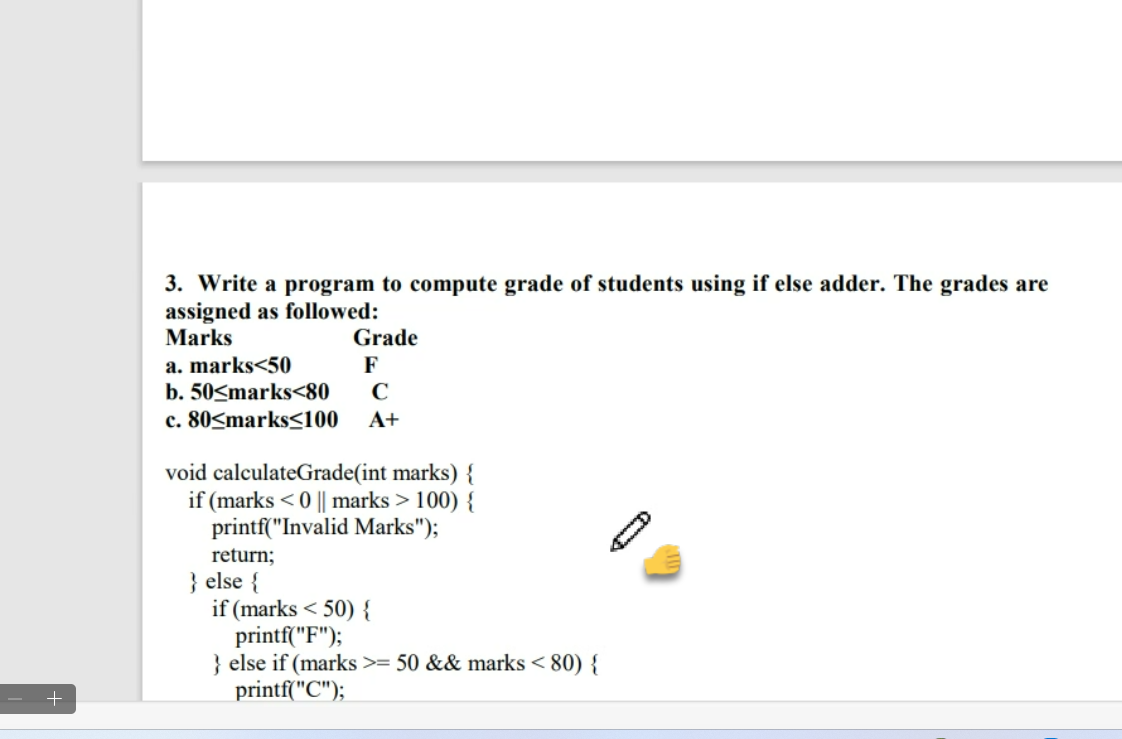 3. Write a program to compute grade of students using if else adder. The grades are
assigned as followed:
Marks Grade
a. marks<50 F
b. 50≤marks<80 C
c. 80≤marks≤100 A+
void calculateGrade(int marks) {
if (marks < 0 || marks > 100) {
printf("Invalid Marks");
return;
} else {
if (marks < 50) {
printf("F");
} else if (marks >= 50 && marks < 80) {
printf("C");